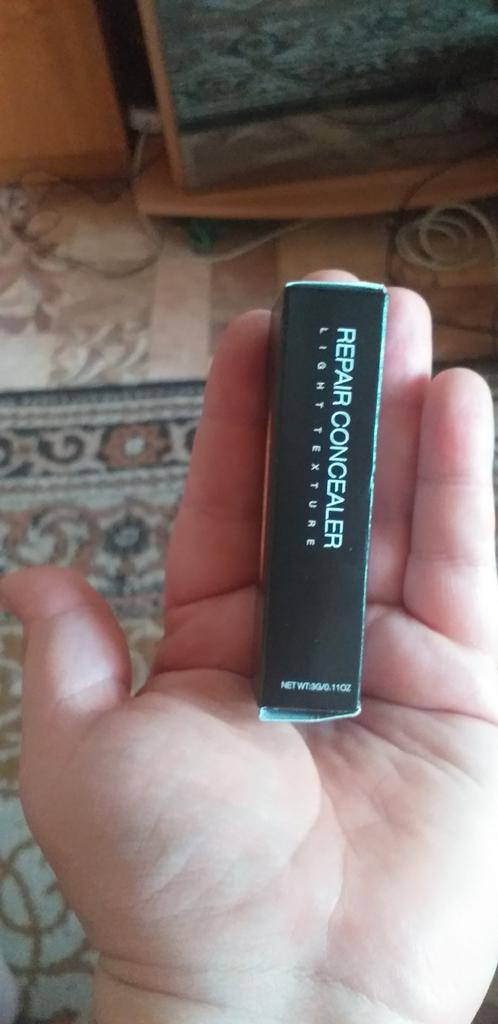 REPAIR CONCEALER
LIGHT TEXTURE
NET WT:3G/0.11OZ